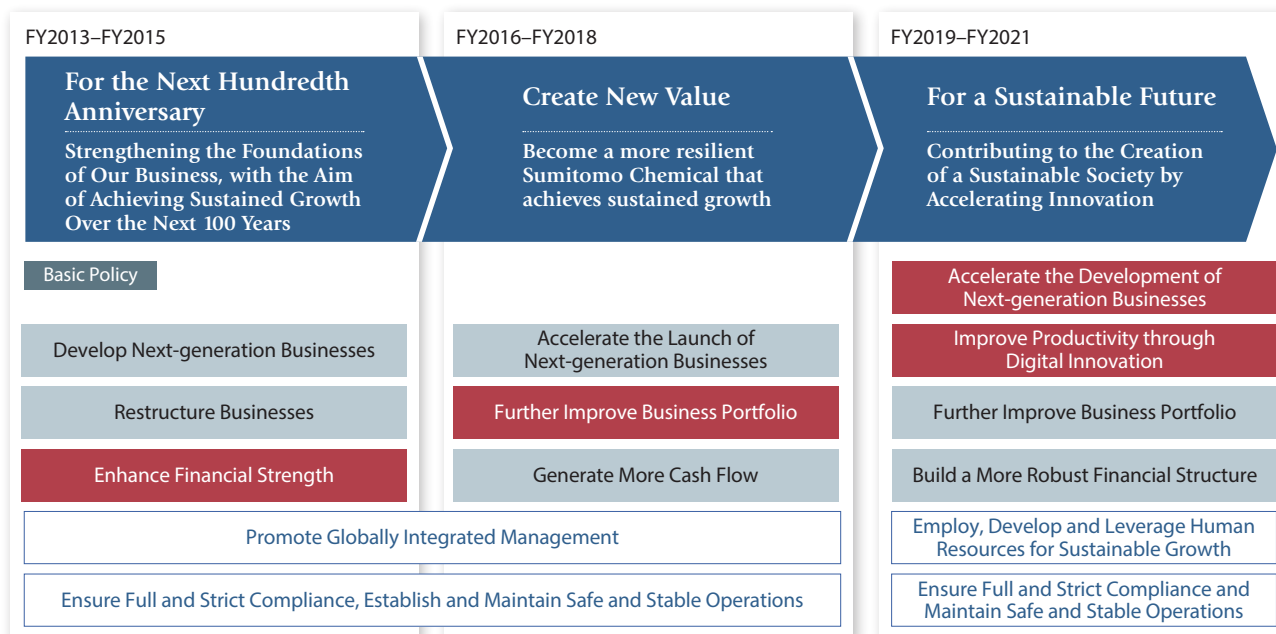 FY2013–FY2015
For the Next Hundredth
Anniversary
Strengthening the Foundations
of Our Business, with the Aim
of Achieving Sustained Growth
Over the Next 100 Years
FY2016–FY2018
Create New Value
Become a more resilient
Sumitomo Chemical that
achieves sustained growth
FY2019–FY2021
For a Sustainable Future
Contributing to the Creation
of a Sustainable Society by
Accelerating Innovation
Basic Policy
Develop Next-generation Businesses
Restructure Businesses
Enhance Financial Strength
Accelerate the Launch of
Next-generation Businesses
Further Improve Business Portfolio
Generate More Cash Flow
Promote Globally Integrated Management
Ensure Full and Strict Compliance, Establish and Maintain Safe and Stable Operations
Accelerate the Development of
Next-generation Businesses
Improve Productivity through
Digital Innovation
Further Improve Business Portfolio
Build a More Robust Financial Structure
Employ, Develop and Leverage Human
Resources for Sustainable Growth
Ensure Full and Strict Compliance and
Maintain Safe and Stable Operations